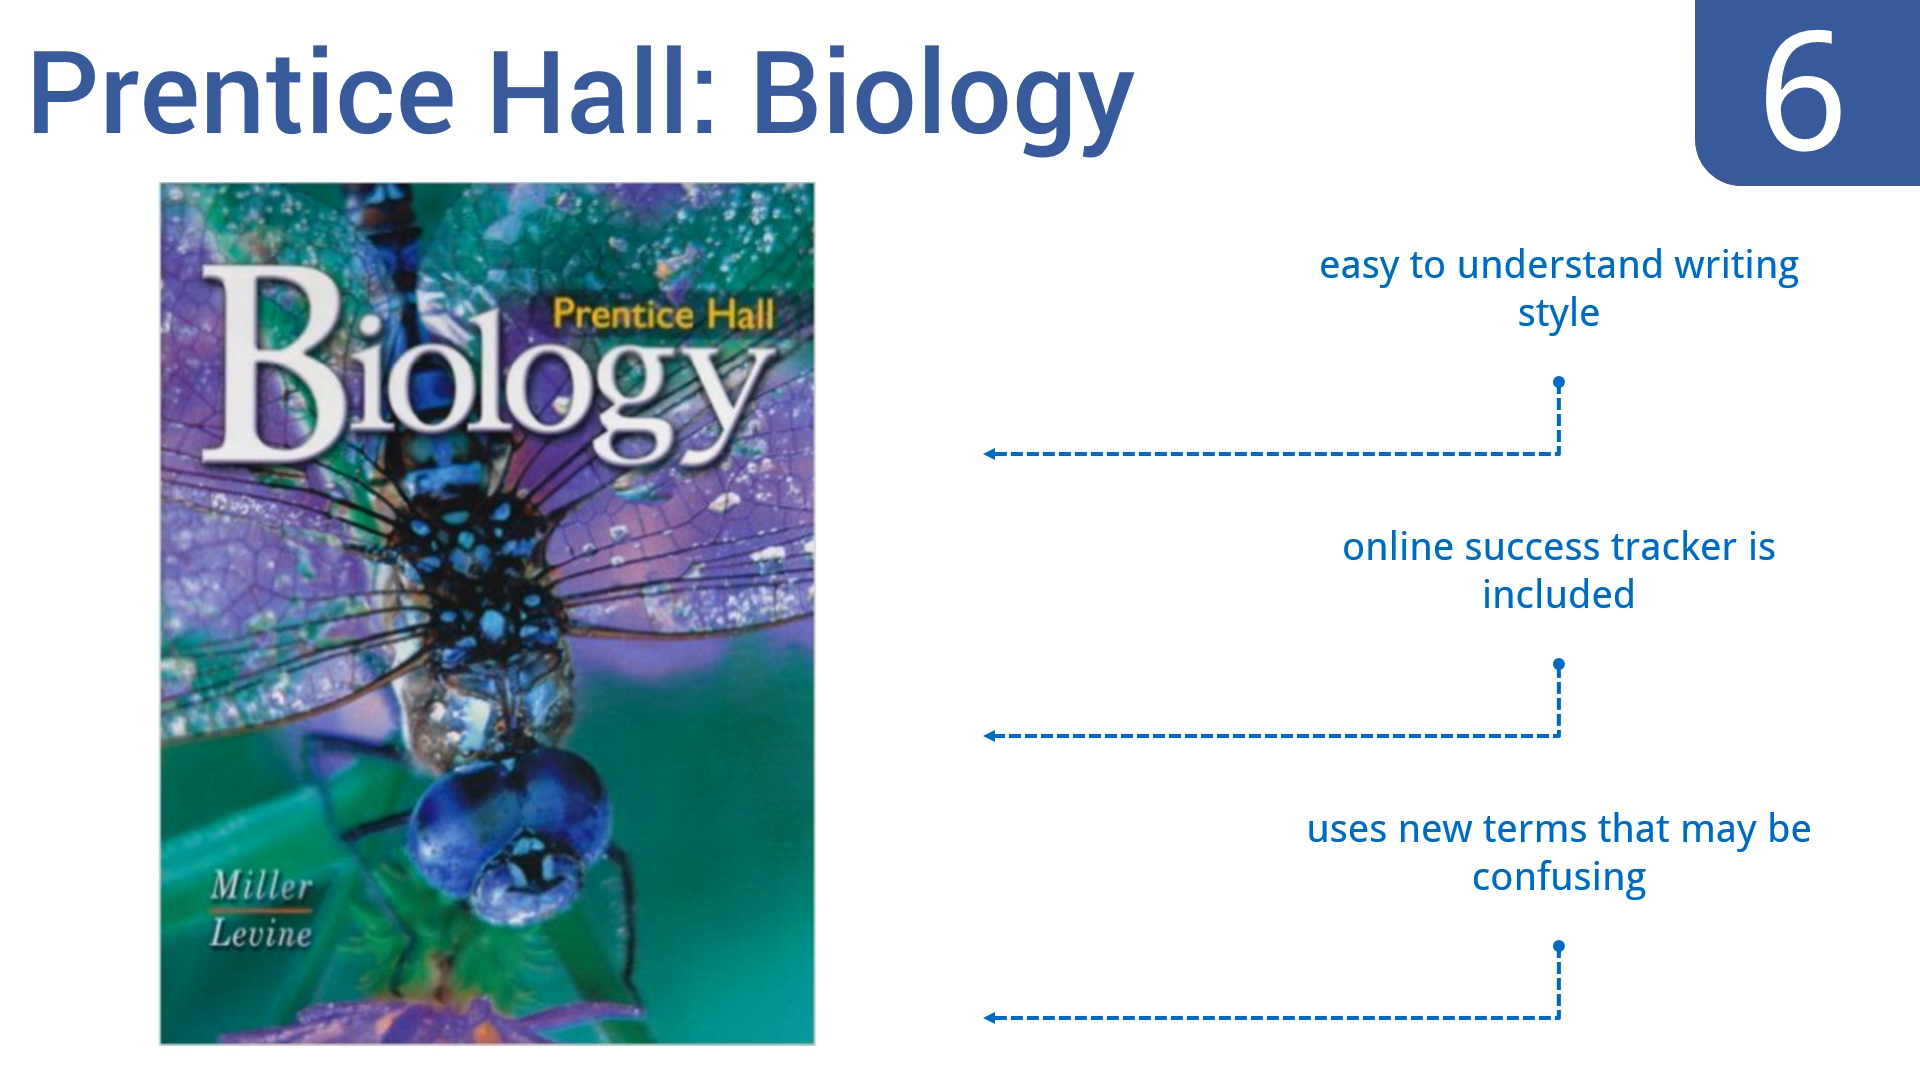 Prentice Hall: Biology
6
Prentice Hall
Biology
Miller
Levine
easy to understand writing
style
online success tracker is
included
uses new terms that may be
confusing